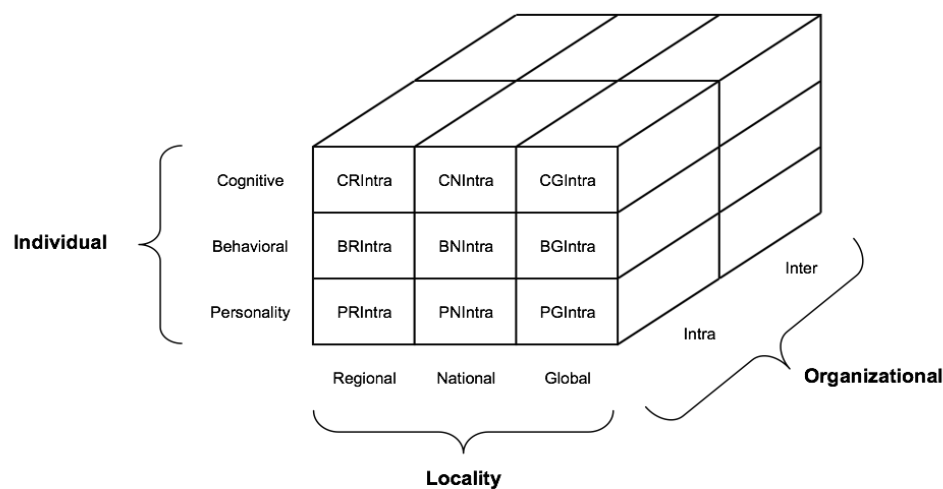 Cognitive CRIntra CNIntra CGIntra
Individual Behavioral BRIntra BNIntra BGIntra
Inter
Personality PRIntra PNIntra PGIntra
Intra
Regional National Global
Organizational
Locality